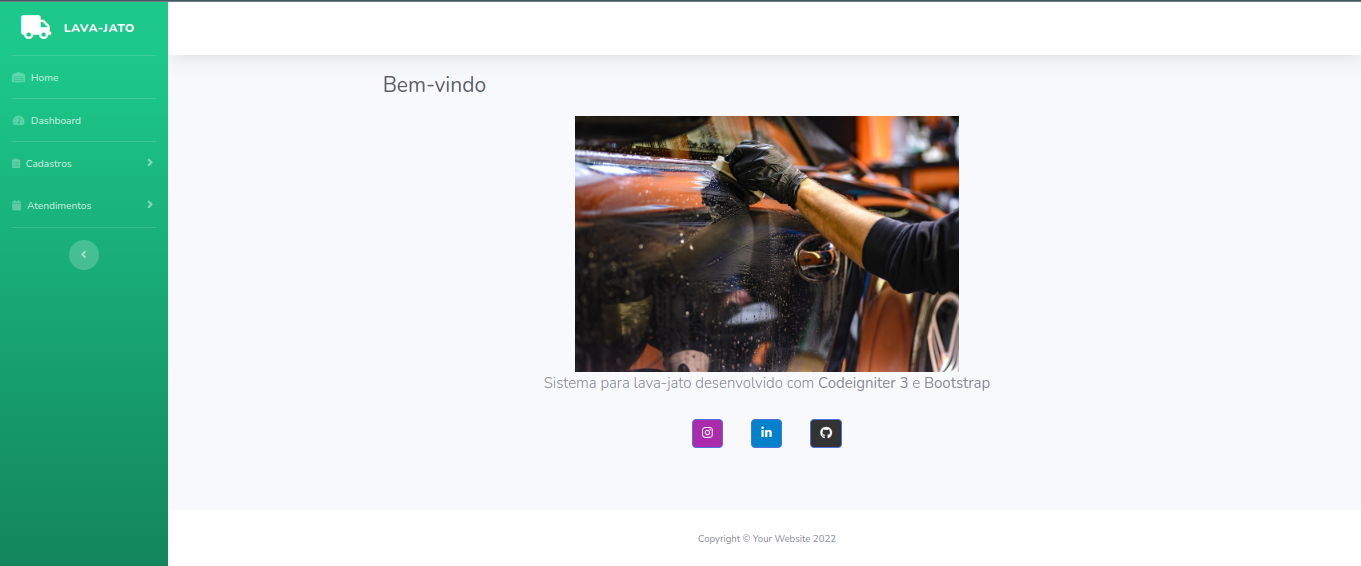 LAVA-JATO
Home
Dashboard
Cadastros
Atendimentos
Bem-vindo
Sistema para lava-jato desenvolvido com Codeigniter 3 e Bootstrap
Copyright © Your Website 2022